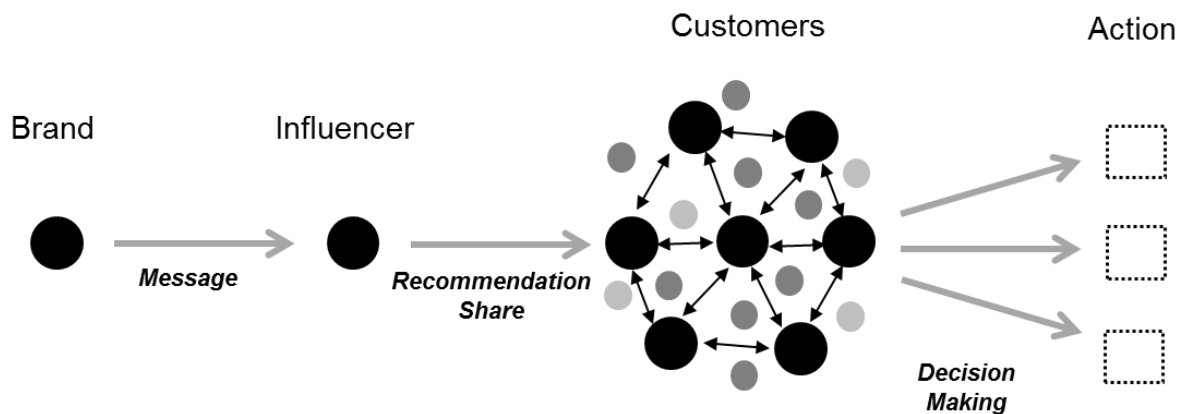 Brand
Message
Influencer
Recommendation
Share
Customers
Decision
Making
Action